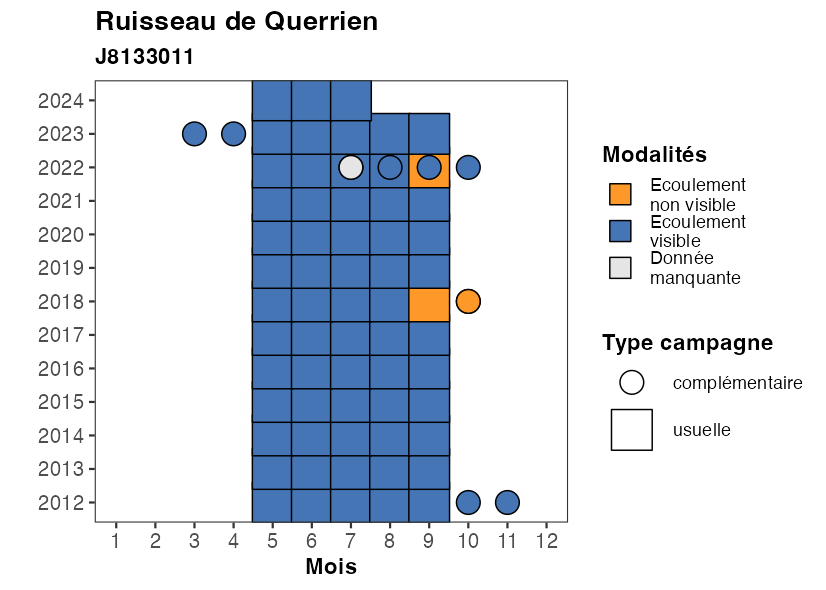 Ruisseau de Querrien
J8133011
2024
2023
2022
2021
2020
2019
2018
2017
2016
2015
2014
2013
2012
1 2 3 4 5 6 7 8 9 10 11 12
Mois
Modalités
Ecoulement
non visible
Ecoulement
visible
Donnée
manquante
Type campagne
complémentaire
usuelle